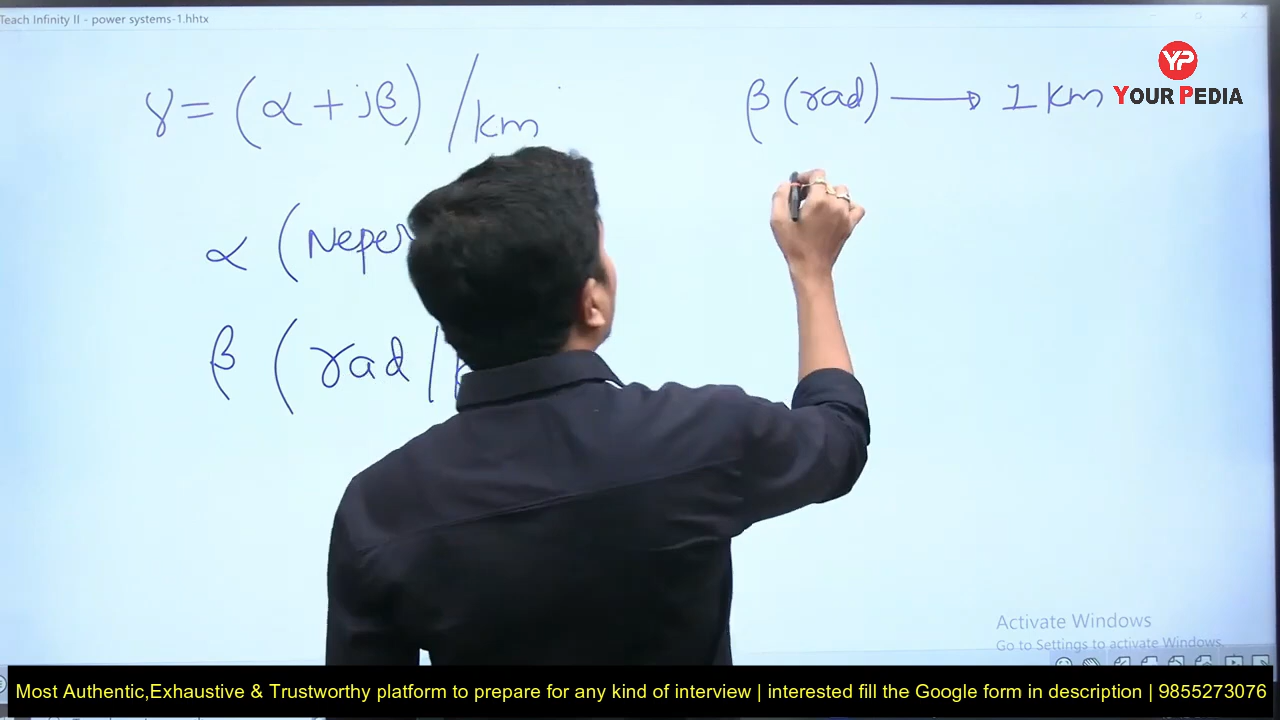 Teach Infinity II - power systems-1.hhtx
γ = (α + jβ) / km
β (rad) → 1 km
YP
YOUR PEDIA
α (Neper
β (rad /
Activate Windows
Go to Settings to activate Windows.
Most Authentic,Exhaustive & Trustworthy platform to prepare for any kind of interview | interested fill the Google form in description | 9855273076